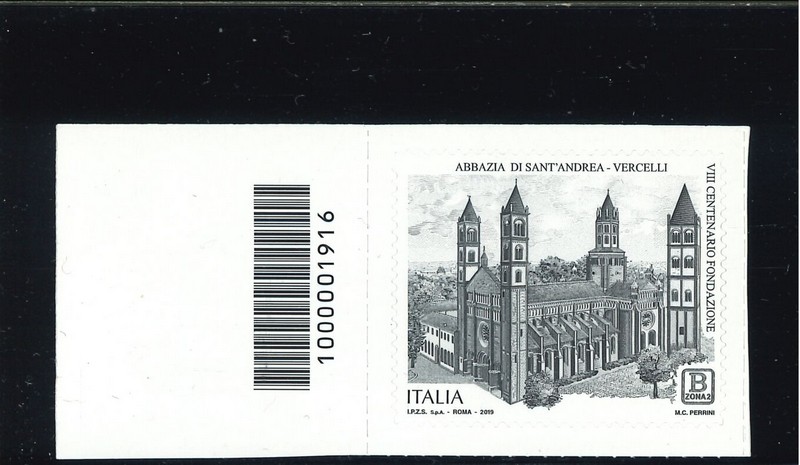 1000001916
ABBAZIA DI SANT'ANDREA - VERCELLI
VIII CENTENARIO FONDAZIONE
B
ZONA 2
ITALIA
I.P.Z.S. S.p.A. - ROMA - 2019
M.C. PERRINI